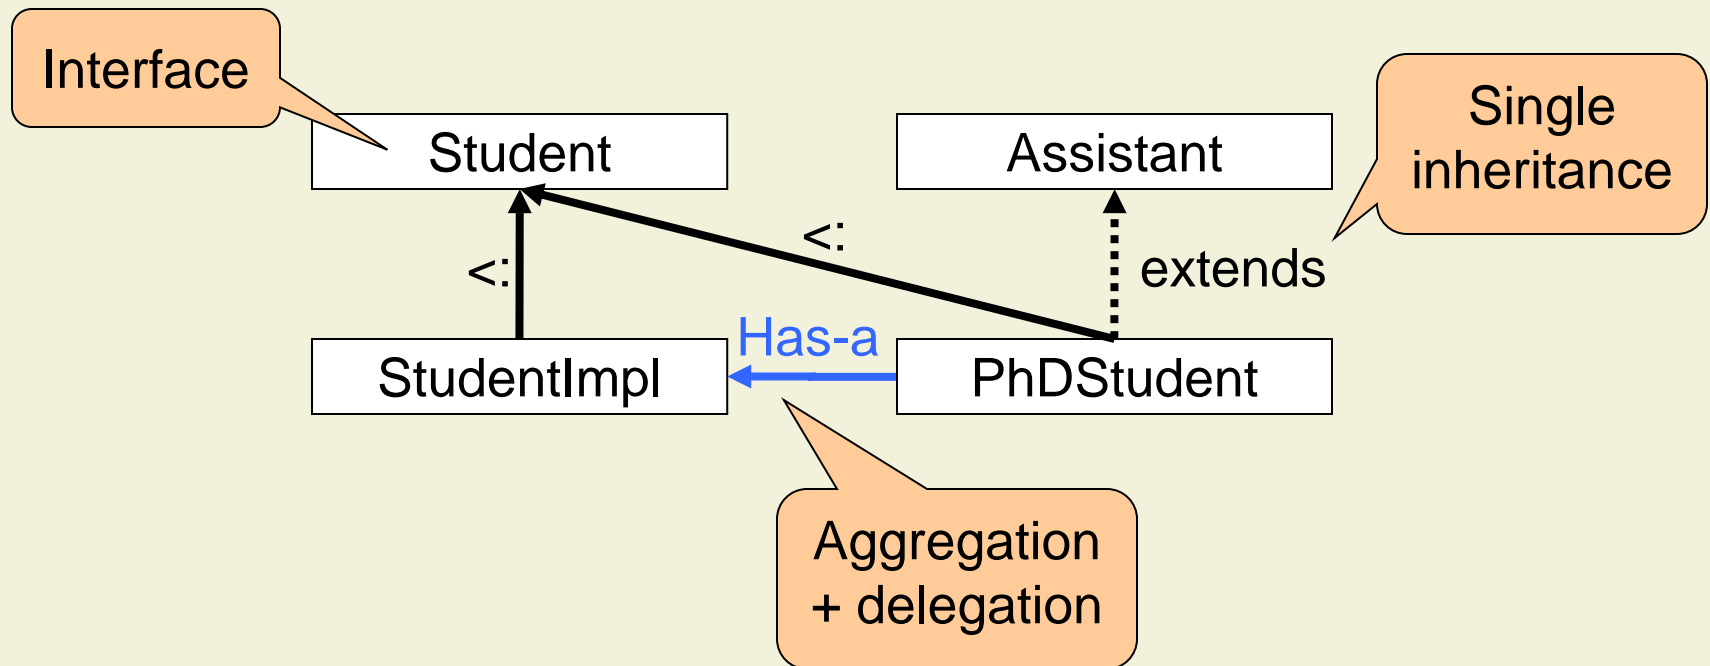 Interface
Student
Assistant
Single
inheritance
<:
<:
extends
Has-a
StudentImpl
PhDStudent
Aggregation
+ delegation